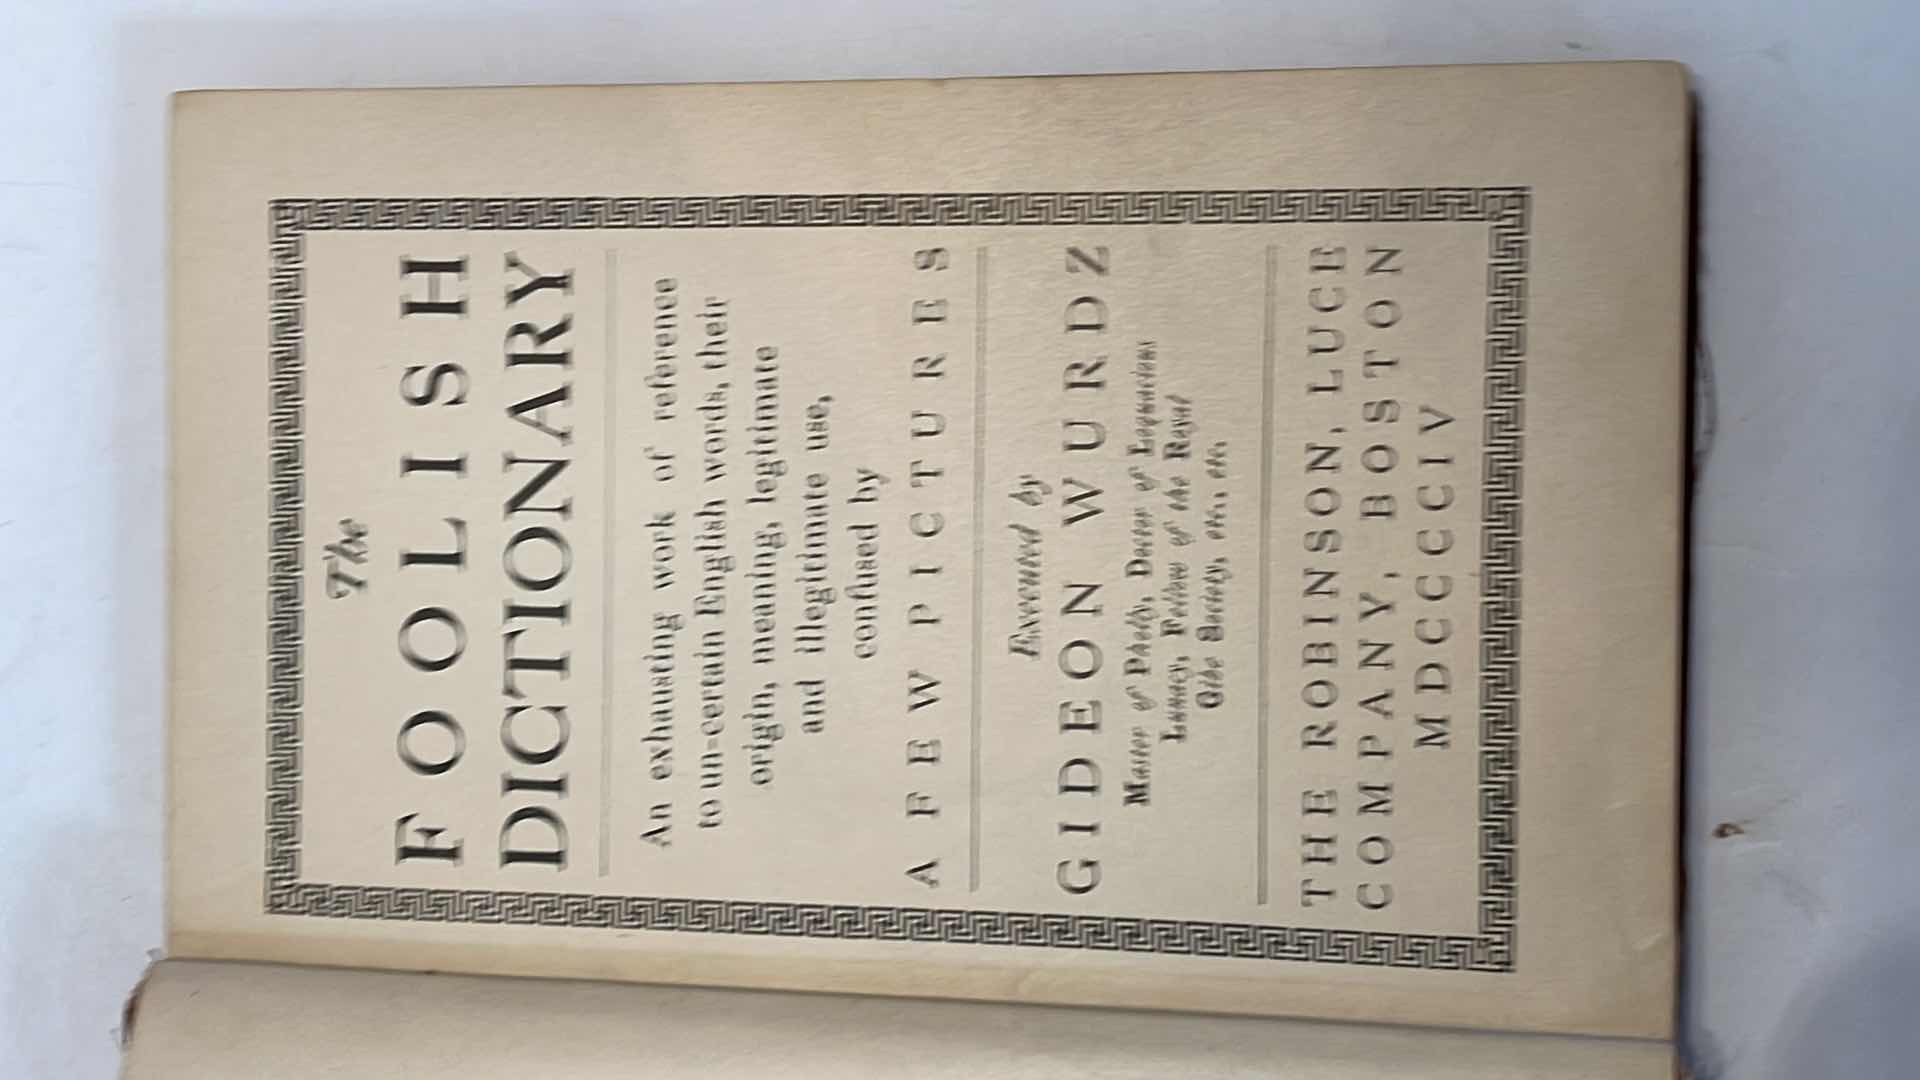 The
FOOLISH
DICTIONARY
An exhausting work of reference
to un-certain English words, their
origin, meaning, legitimate
and illegitimate use,
confused by
A FEW PICTURES
Executed by
GIDEON WURDZ
Master of Pholly, Doctor of Loquacious
Lunacy, Fellow of the Royal
Gibe Society, etc., etc.
THE ROBINSON, LUCE
COMPANY, BOSTON
MDCCCCIV